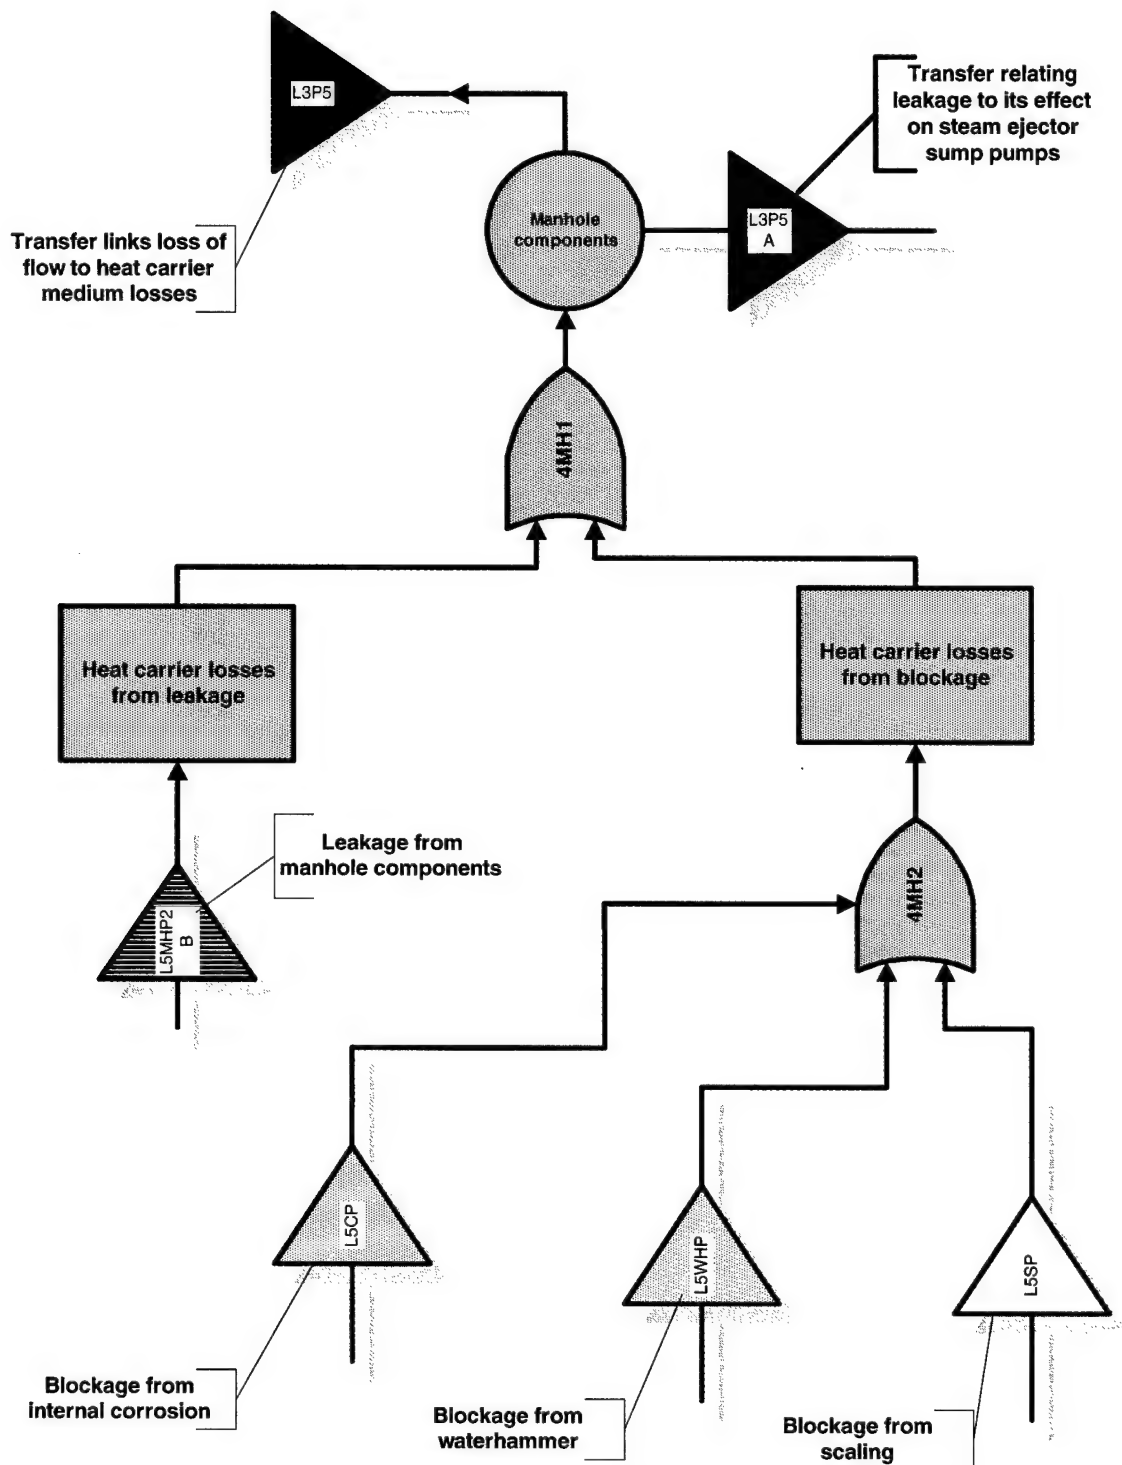 L3P5
Transfer relating
leakage to its effect
on steam ejector
sump pumps
Transfer links loss of
flow to heat carrier
medium losses
Manhole
components
L3P5
A
4MH1
Heat carrier losses
from leakage
Heat carrier losses
from blockage
Leakage from
manhole components
L5MHP2
B
4MH2
L5CP
L5WHP
L5SP
Blockage from
internal corrosion
Blockage from
waterhammer
Blockage from
scaling